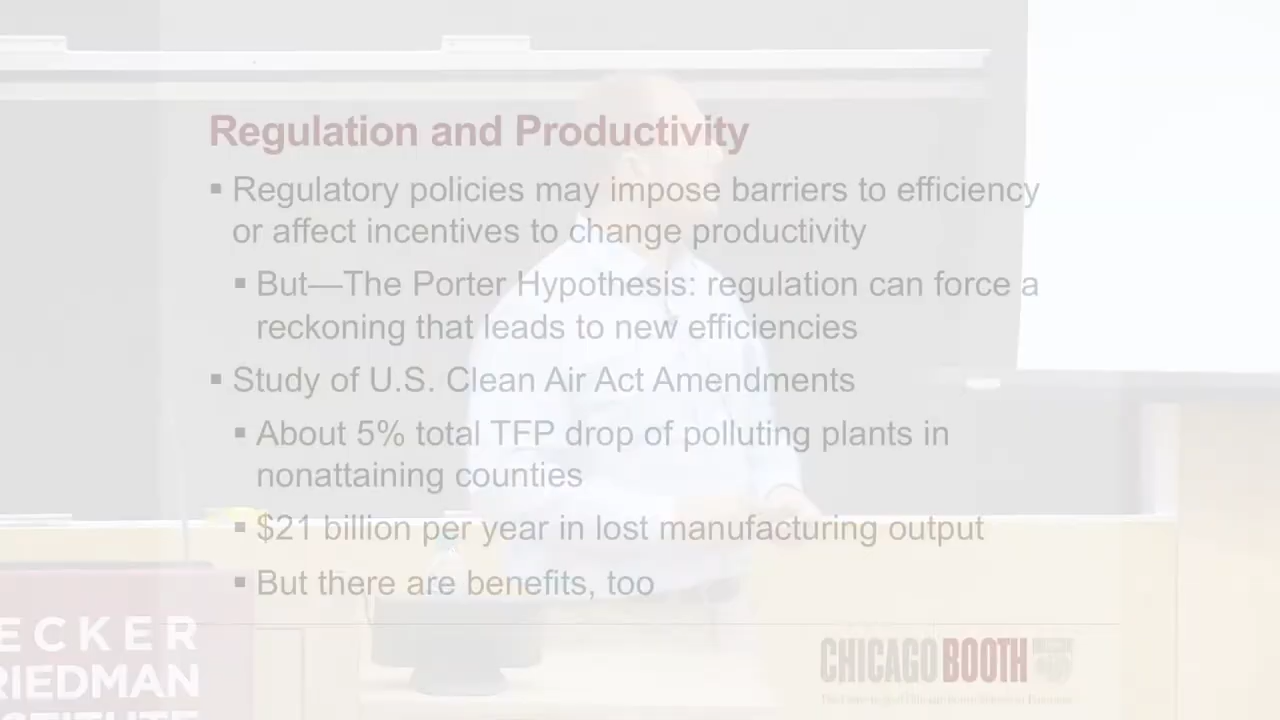 Regulation and Productivity
▪ Regulatory policies may impose barriers to efficiency
or affect incentives to change productivity
▪ But—The Porter Hypothesis: regulation can force a
reckoning that leads to new efficiencies
▪ Study of U.S. Clean Air Act Amendments
▪ About 5% total TFP drop of polluting plants in
nonattaining counties
▪ $21 billion per year in lost manufacturing output
▪ But there are benefits, too
ECKER
RIEDMAN
STITUTE
CHICAGO BOOTH